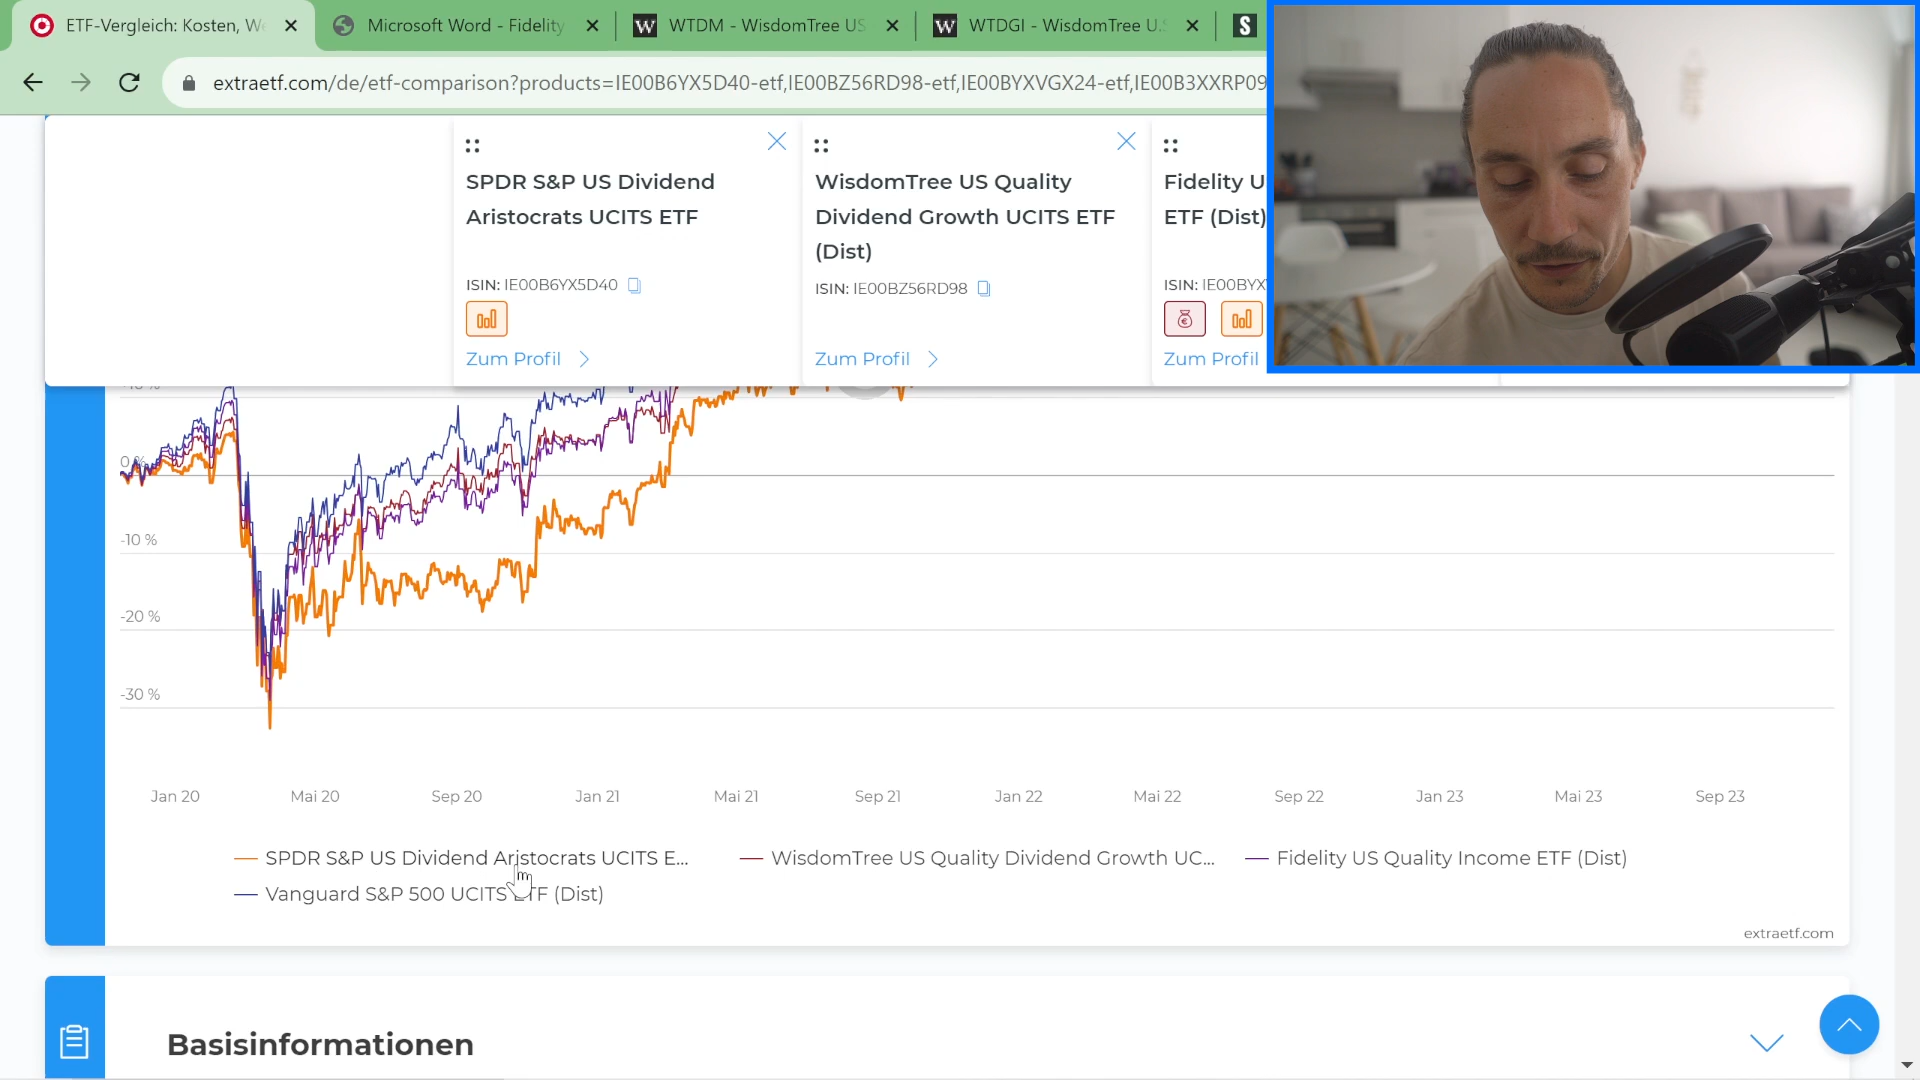 ETF-Vergleich: Kosten, We
Microsoft Word - Fidelity
WTDM - WisdomTree US
WTDGI - WisdomTree U.S
extraetf.com/de/etf-comparison?products=IE00B6YX5D40-etf,IE00BZ56RD98-etf,IE00BYXVGX24-etf,IE00B3XXRP09
SPDR S&P US Dividend
Aristocrats UCITS ETF
ISIN: IE00B6YX5D40
Zum Profil
WisdomTree US Quality
Dividend Growth UCITS ETF
(Dist)
ISIN: IE00BZ56RD98
Zum Profil
Fidelity U
ETF (Dist)
ISIN: IE00BYX
Zum Profil
0 %
-10 %
-20 %
-30 %
Jan 20
Mai 20
Sep 20
Jan 21
Mai 21
Sep 21
Jan 22
Mai 22
Sep 22
Jan 23
Mai 23
Sep 23
SPDR S&P US Dividend Aristocrats UCITS E...
WisdomTree US Quality Dividend Growth UC...
Fidelity US Quality Income ETF (Dist)
Vanguard S&P 500 UCITS ETF (Dist)
extraetf.com
Basisinformationen